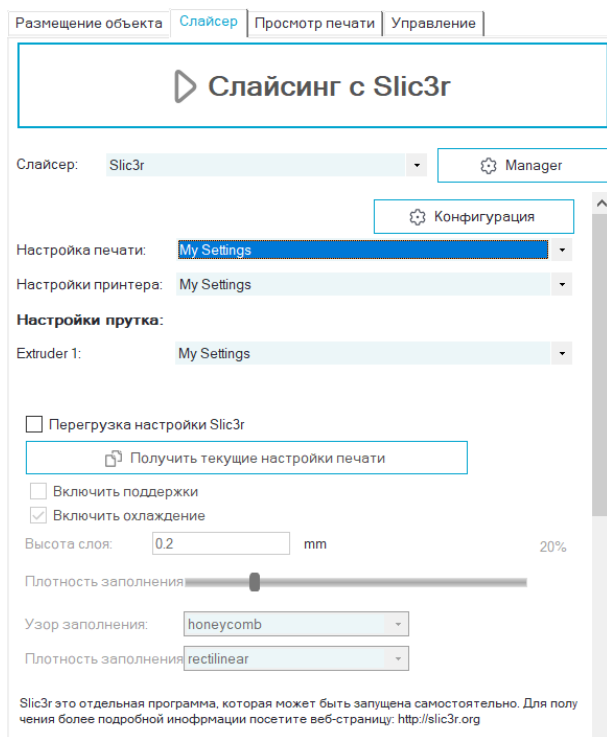 Размещение объекта Слайсер Просмотр печати Управление
Слайсинг с Slic3r
Слайсер: Slic3r Manager
Конфигурация
Настройка печати: My Settings
Настройки принтера: My Settings
Настройки прутка:
Extruder 1: My Settings
Перегрузка настройки Slic3r
Получить текущие настройки печати
Включить поддержки
Включить охлаждение
Высота слоя: 0.2 mm 20%
Плотность заполнения
Узор заполнения: honeycomb
Плотность заполнения rectilinear
Slic3r это отдельная программа, которая может быть запущена самостоятельно. Для полу
чения более подробной инофрмации посетите веб-страницу: http://slic3r.org